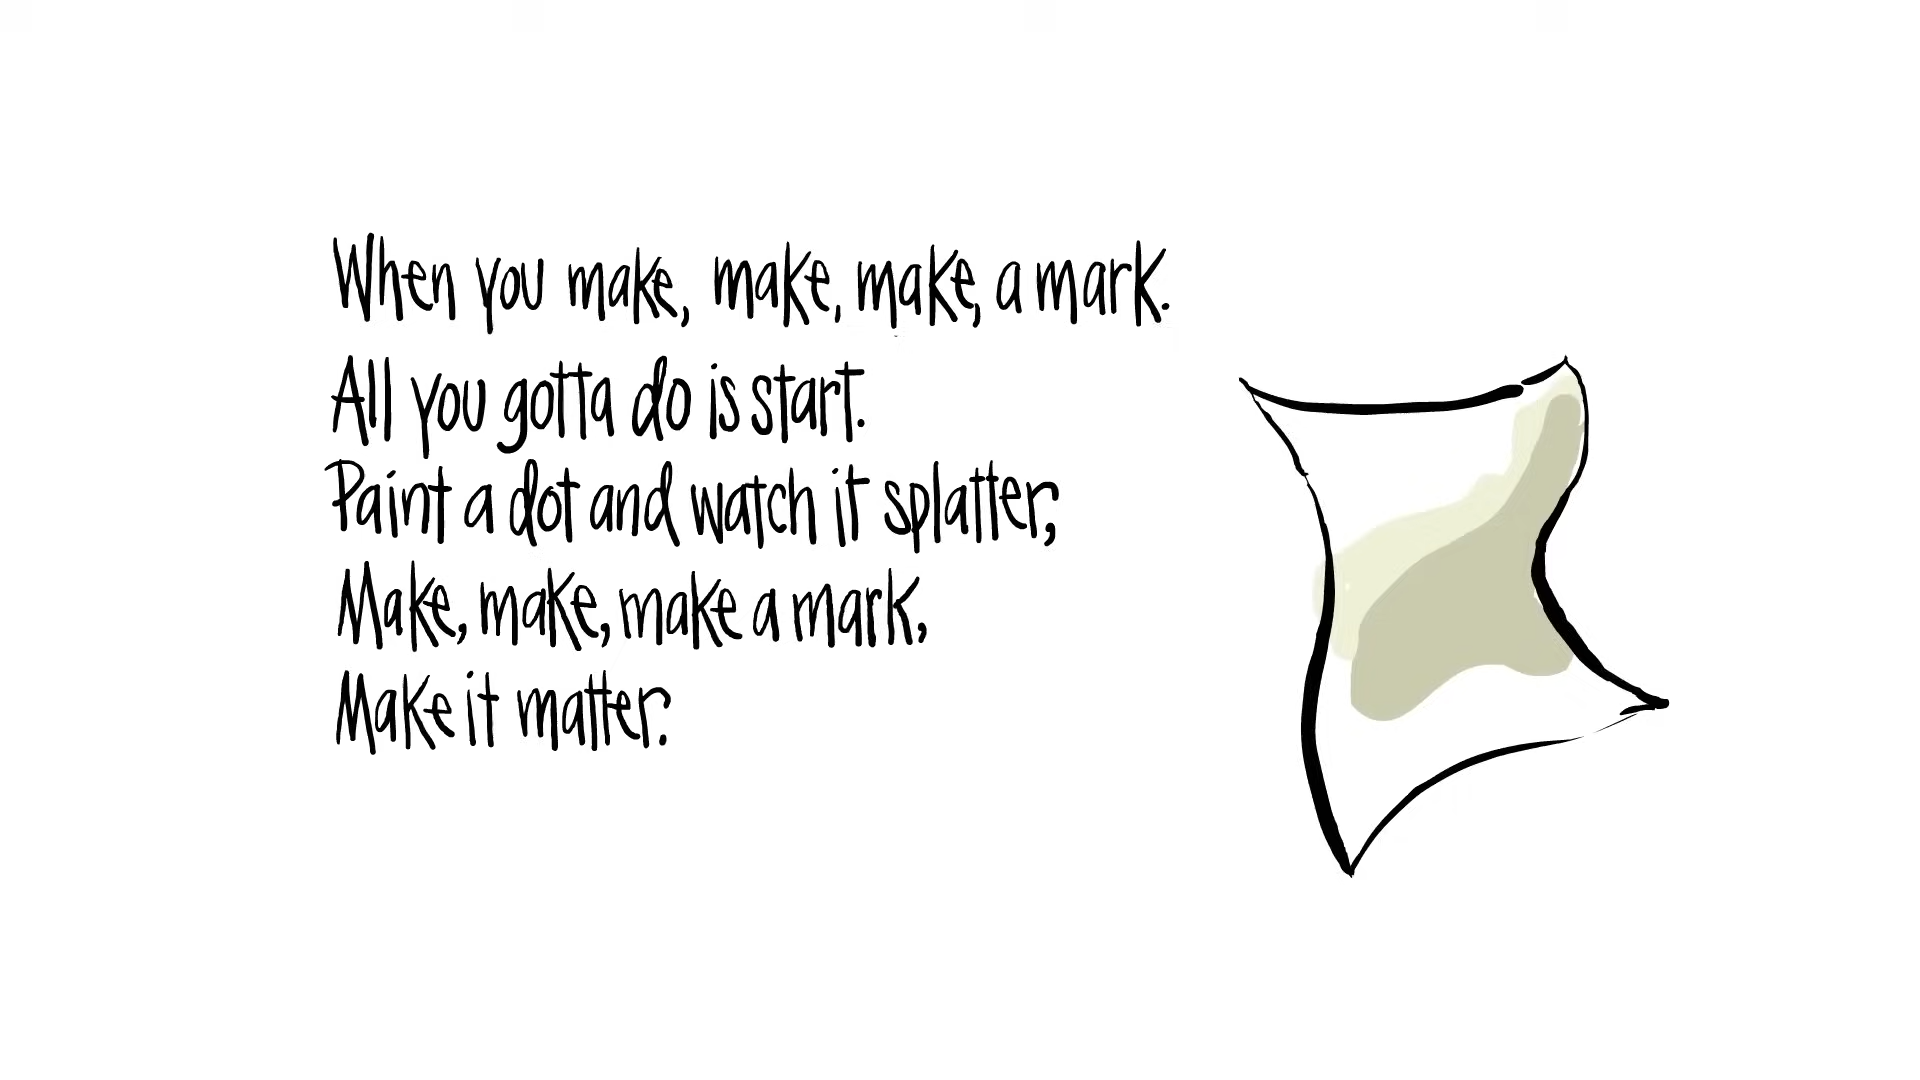 When you make, make, make, a mark.
All you gotta do is start.
Paint a dot and watch it splatter,
Make, make, make a mark,
Make it matter.